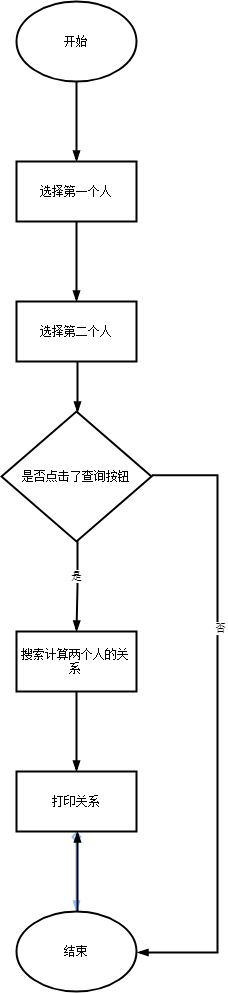 开始
选择第一个人
选择第二个人
是否点击了查询按钮
是
否
搜索计算两个人的关
系
打印关系
结束